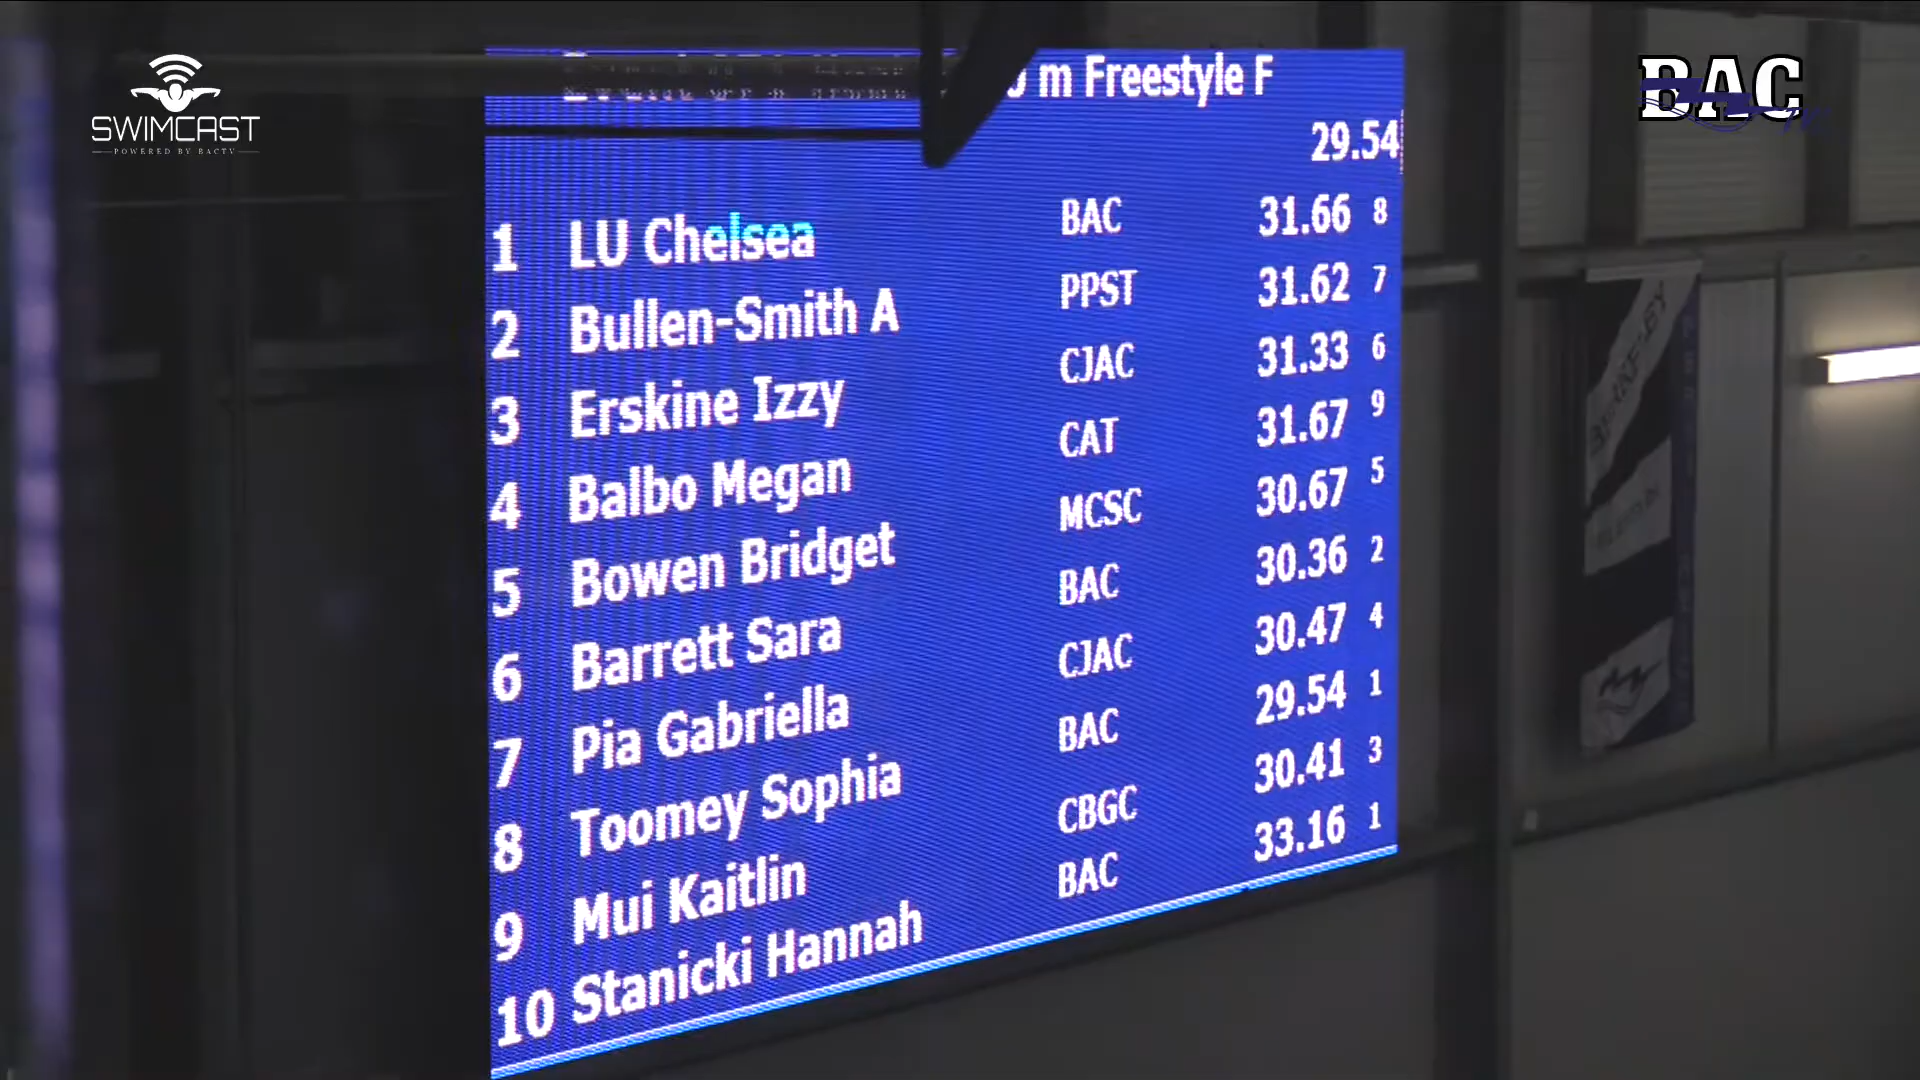 SWIMCAST
POWERED BY BACTV
BAC
m Freestyle F
29.54
1 LU Chelsea BAC 31.66 8
2 Bullen-Smith A PPST 31.62 7
3 Erskine Izzy CJAC 31.33 6
4 Balbo Megan CAT 31.67 9
5 Bowen Bridget MCSC 30.67 5
6 Barrett Sara BAC 30.36 2
7 Pia Gabriella CJAC 30.47 4
8 Toomey Sophia BAC 29.54 1
9 Mui Kaitlin CBGC 30.41 3
10 Stanicki Hannah BAC 33.16 1